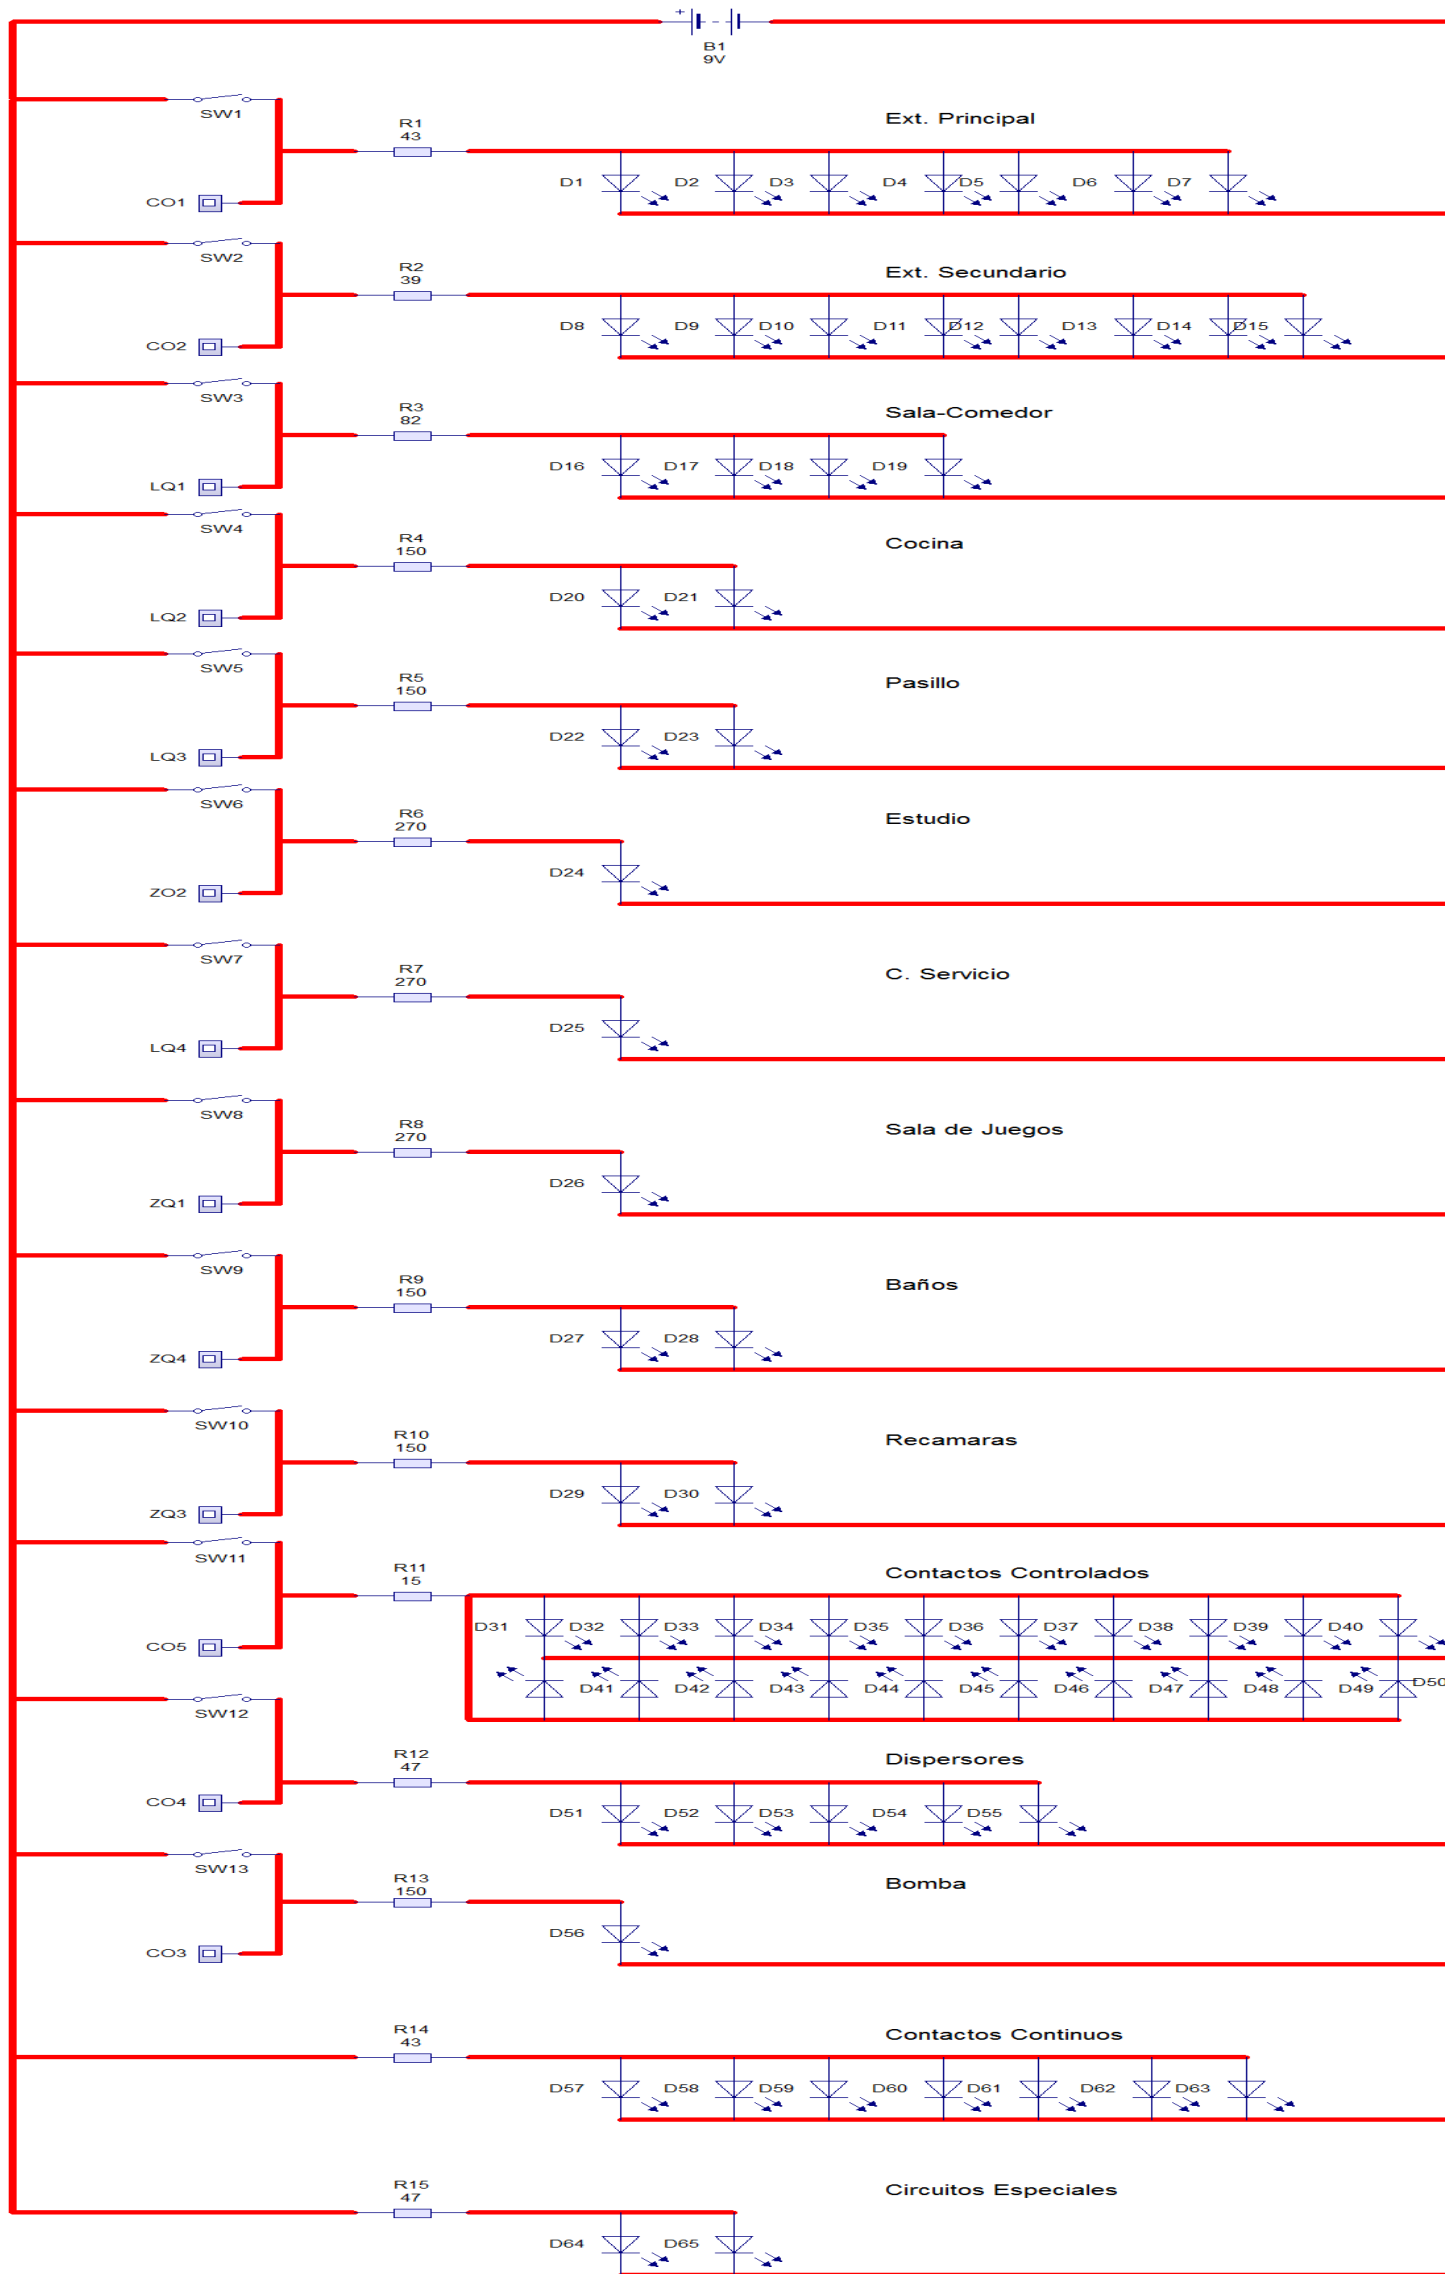 +
B1
9V
SW1
Ext. Principal
R1
43
D1 D2 D3 D4 D5 D6 D7
CO1
SW2
Ext. Secundario
R2
39
D8 D9 D10 D11 D12 D13 D14 D15
CO2
SW3
Sala-Comedor
R3
82
D16 D17 D18 D19
LQ1
SW4
Cocina
R4
150
D20 D21
LQ2
SW5
Pasillo
R5
150
D22 D23
LQ3
SW6
Estudio
R6
270
D24
ZO2
SW7
C. Servicio
R7
270
D25
LQ4
SW8
Sala de Juegos
R8
270
D26
ZQ1
SW9
Baños
R9
150
D27 D28
ZQ4
SW10
Recamaras
R10
150
D29 D30
ZQ3
SW11
Contactos Controlados
R11
15
D31 D32 D33 D34 D35 D36 D37 D38 D39 D40
CO5
D41 D42 D43 D44 D45 D46 D47 D48 D49 D50
SW12
Dispersores
R12
47
D51 D52 D53 D54 D55
CO4
SW13
Bomba
R13
150
D56
CO3
Contactos Continuos
R14
43
D57 D58 D59 D60 D61 D62 D63
Circuitos Especiales
R15
47
D64 D65